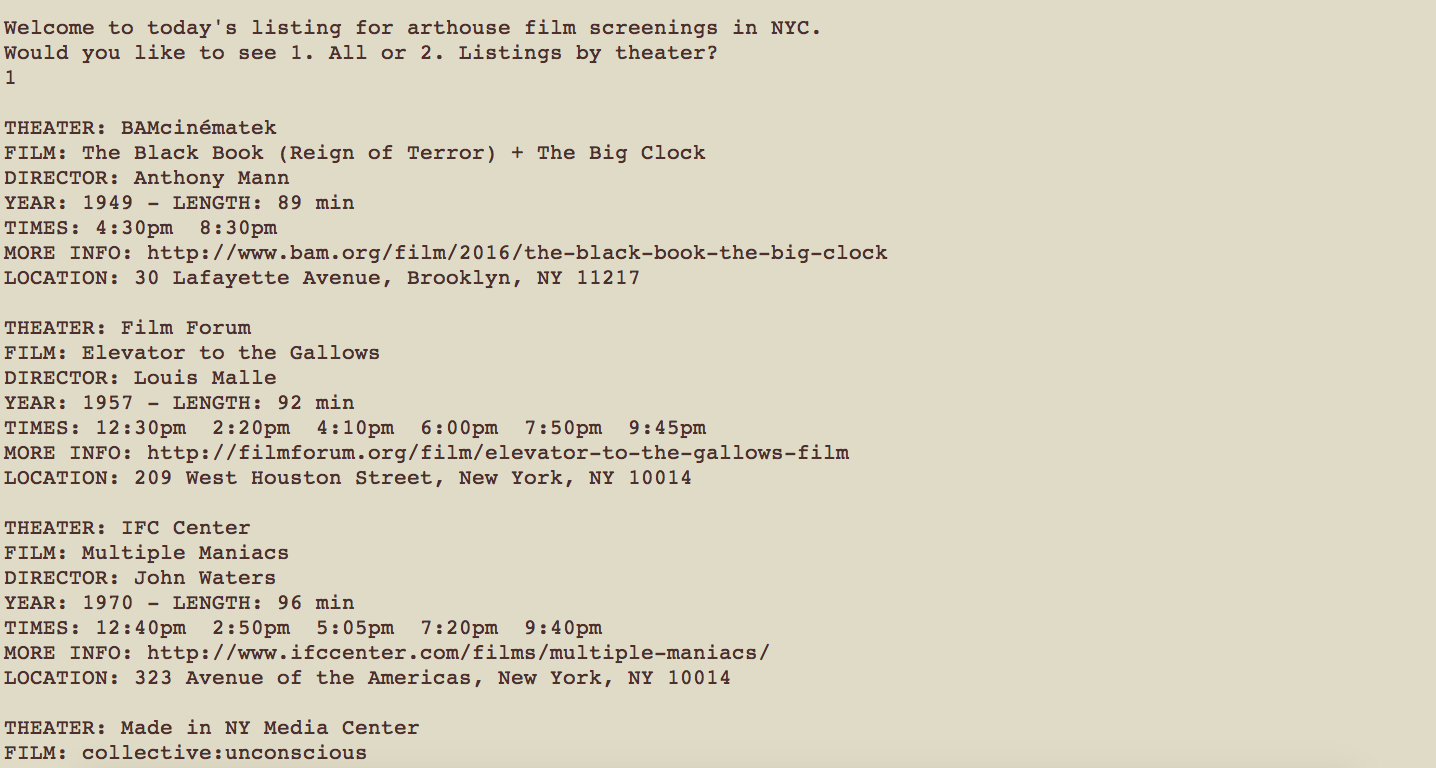 Welcome to today's listing for arthouse film screenings in NYC.
Would you like to see 1. All or 2. Listings by theater?
1
THEATER: BAMcinématek
FILM: The Black Book (Reign of Terror) + The Big Clock
DIRECTOR: Anthony Mann
YEAR: 1949 - LENGTH: 89 min
TIMES: 4:30pm  8:30pm
MORE INFO: http://www.bam.org/film/2016/the-black-book-the-big-clock
LOCATION: 30 Lafayette Avenue, Brooklyn, NY 11217
THEATER: Film Forum
FILM: Elevator to the Gallows
DIRECTOR: Louis Malle
YEAR: 1957 - LENGTH: 92 min
TIMES: 12:30pm  2:20pm  4:10pm  6:00pm  7:50pm  9:45pm
MORE INFO: http://filmforum.org/film/elevator-to-the-gallows-film
LOCATION: 209 West Houston Street, New York, NY 10014
THEATER: IFC Center
FILM: Multiple Maniacs
DIRECTOR: John Waters
YEAR: 1970 - LENGTH: 96 min
TIMES: 12:40pm  2:50pm  5:05pm  7:20pm  9:40pm
MORE INFO: http://www.ifccenter.com/films/multiple-maniacs/
LOCATION: 323 Avenue of the Americas, New York, NY 10014
THEATER: Made in NY Media Center
FILM: collective:unconscious